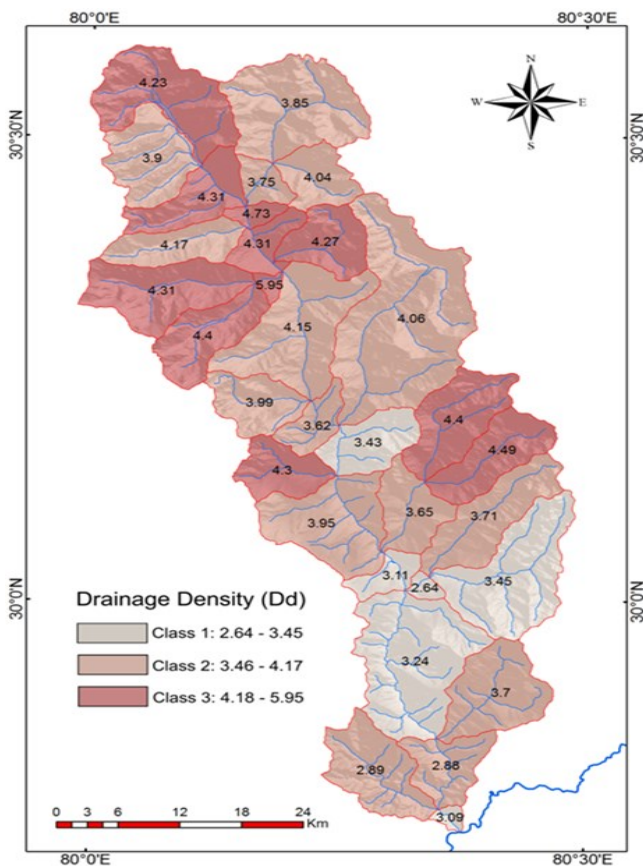 80°0'E 80°30'E
N
W E
S
30°30'N 30°30'N
4.23
3.85
3.9
3.75
4.04
4.31
4.73
4.17
4.31
4.27
5.95
4.31
4.15
4.06
4.4
3.99
3.62
4.4
3.43
4.49
4.3
3.65
3.71
3.95
3.11
3.45
2.64
30°0'N 30°0'N
Drainage Density (Dd)
Class 1: 2.64 - 3.45
Class 2: 3.46 - 4.17
Class 3: 4.18 - 5.95
3.24
3.7
2.88
2.89
3.09
0 3 6 12 18 24
Km
80°0'E 80°30'E